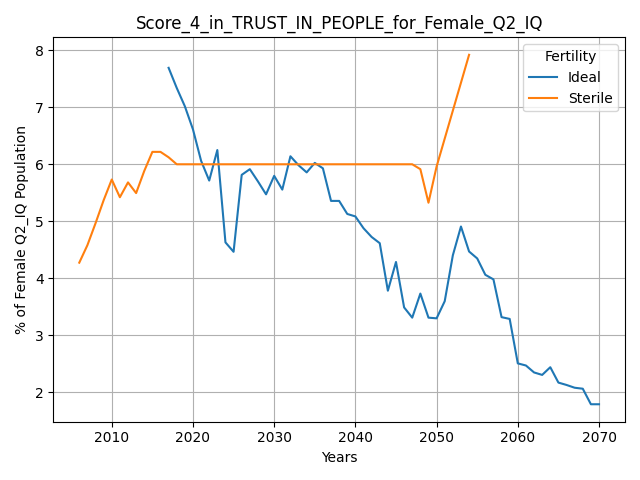 Score_4_in_TRUST_IN_PEOPLE_for_Female_Q2_IQ
% of Female Q2_IQ Population
8
7
6
5
4
3
2
Fertility
Ideal
Sterile
2010 2020 2030 2040 2050 2060 2070
Years